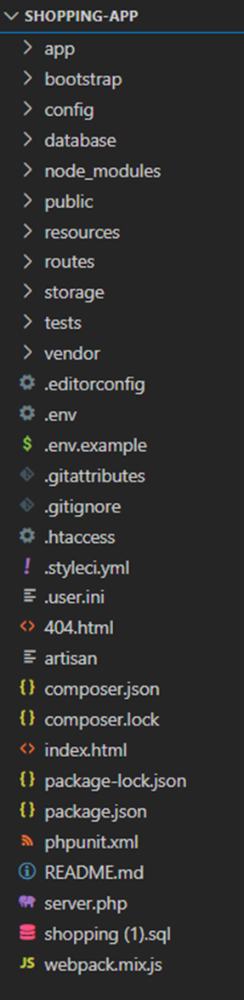 SHOPPING-APP
app
bootstrap
config
database
node_modules
public
resources
routes
storage
tests
vendor
.editorconfig
.env
$ .env.example
.gitattributes
.gitignore
.htaccess
! .styleci.yml
.user.ini
<> 404.html
artisan
{} composer.json
{} composer.lock
<> index.html
{} package-lock.json
{} package.json
phpunit.xml
README.md
server.php
shopping (1).sql
JS webpack.mix.js